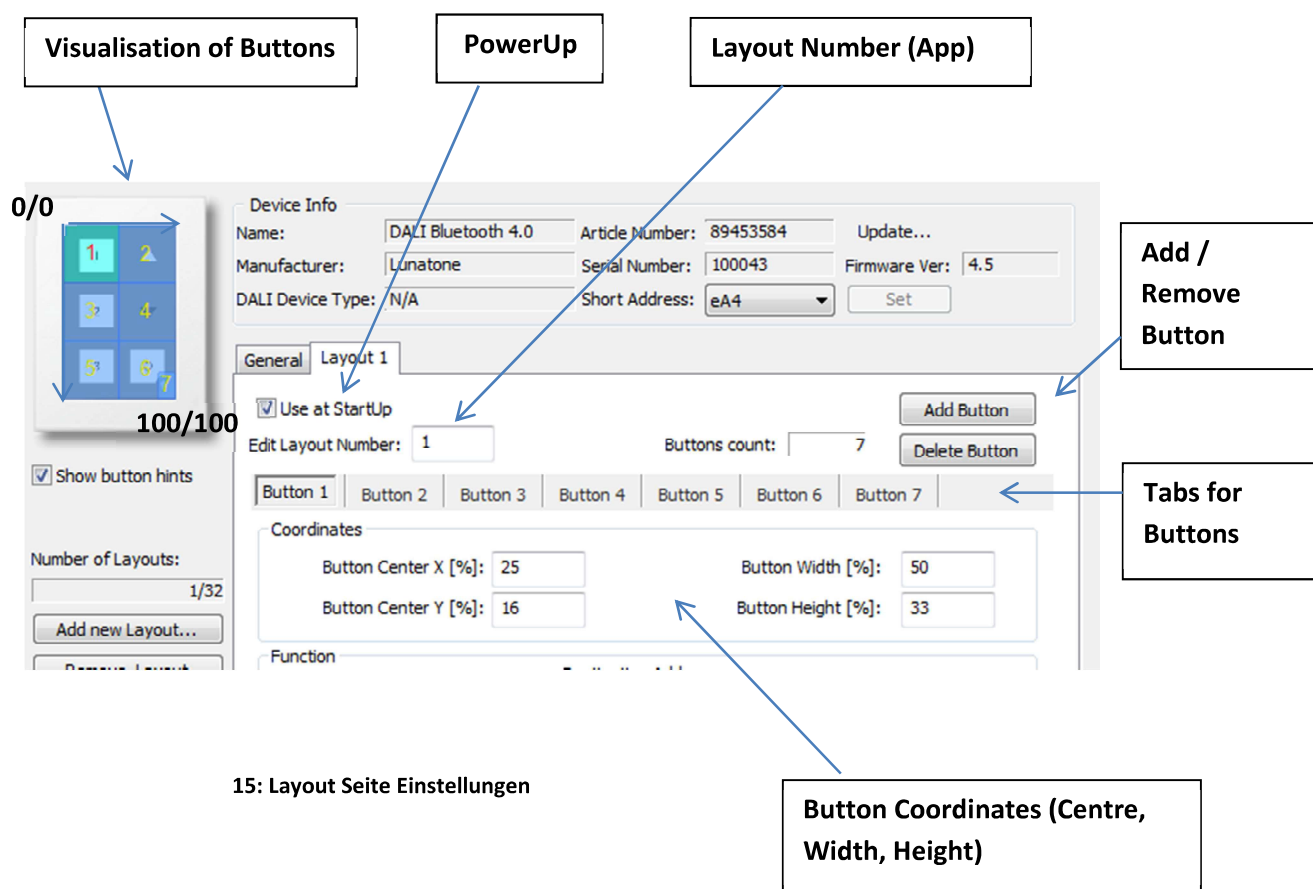 Visualisation of Buttons
PowerUp
Layout Number (App)
0/0
100/100
1
2
3
4
5
6
7
Device Info
Name: DALI Bluetooth 4.0 Article Number: 89453584 Update...
Manufacturer: Lunatone Serial Number: 100043 Firmware Ver: 4.5
DALI Device Type: N/A Short Address: eA4 Set
Add /
Remove
Button
General Layout 1
Use at StartUp Add Button
Edit Layout Number: 1 Buttons count: 7 Delete Button
Show button hints
Button 1 Button 2 Button 3 Button 4 Button 5 Button 6 Button 7
Tabs for
Buttons
Coordinates
Button Center X [%]: 25 Button Width [%]: 50
Button Center Y [%]: 16 Button Height [%]: 33
Number of Layouts:
1/32
Add new Layout...
Function
15: Layout Seite Einstellungen
Button Coordinates (Centre,
Width, Height)